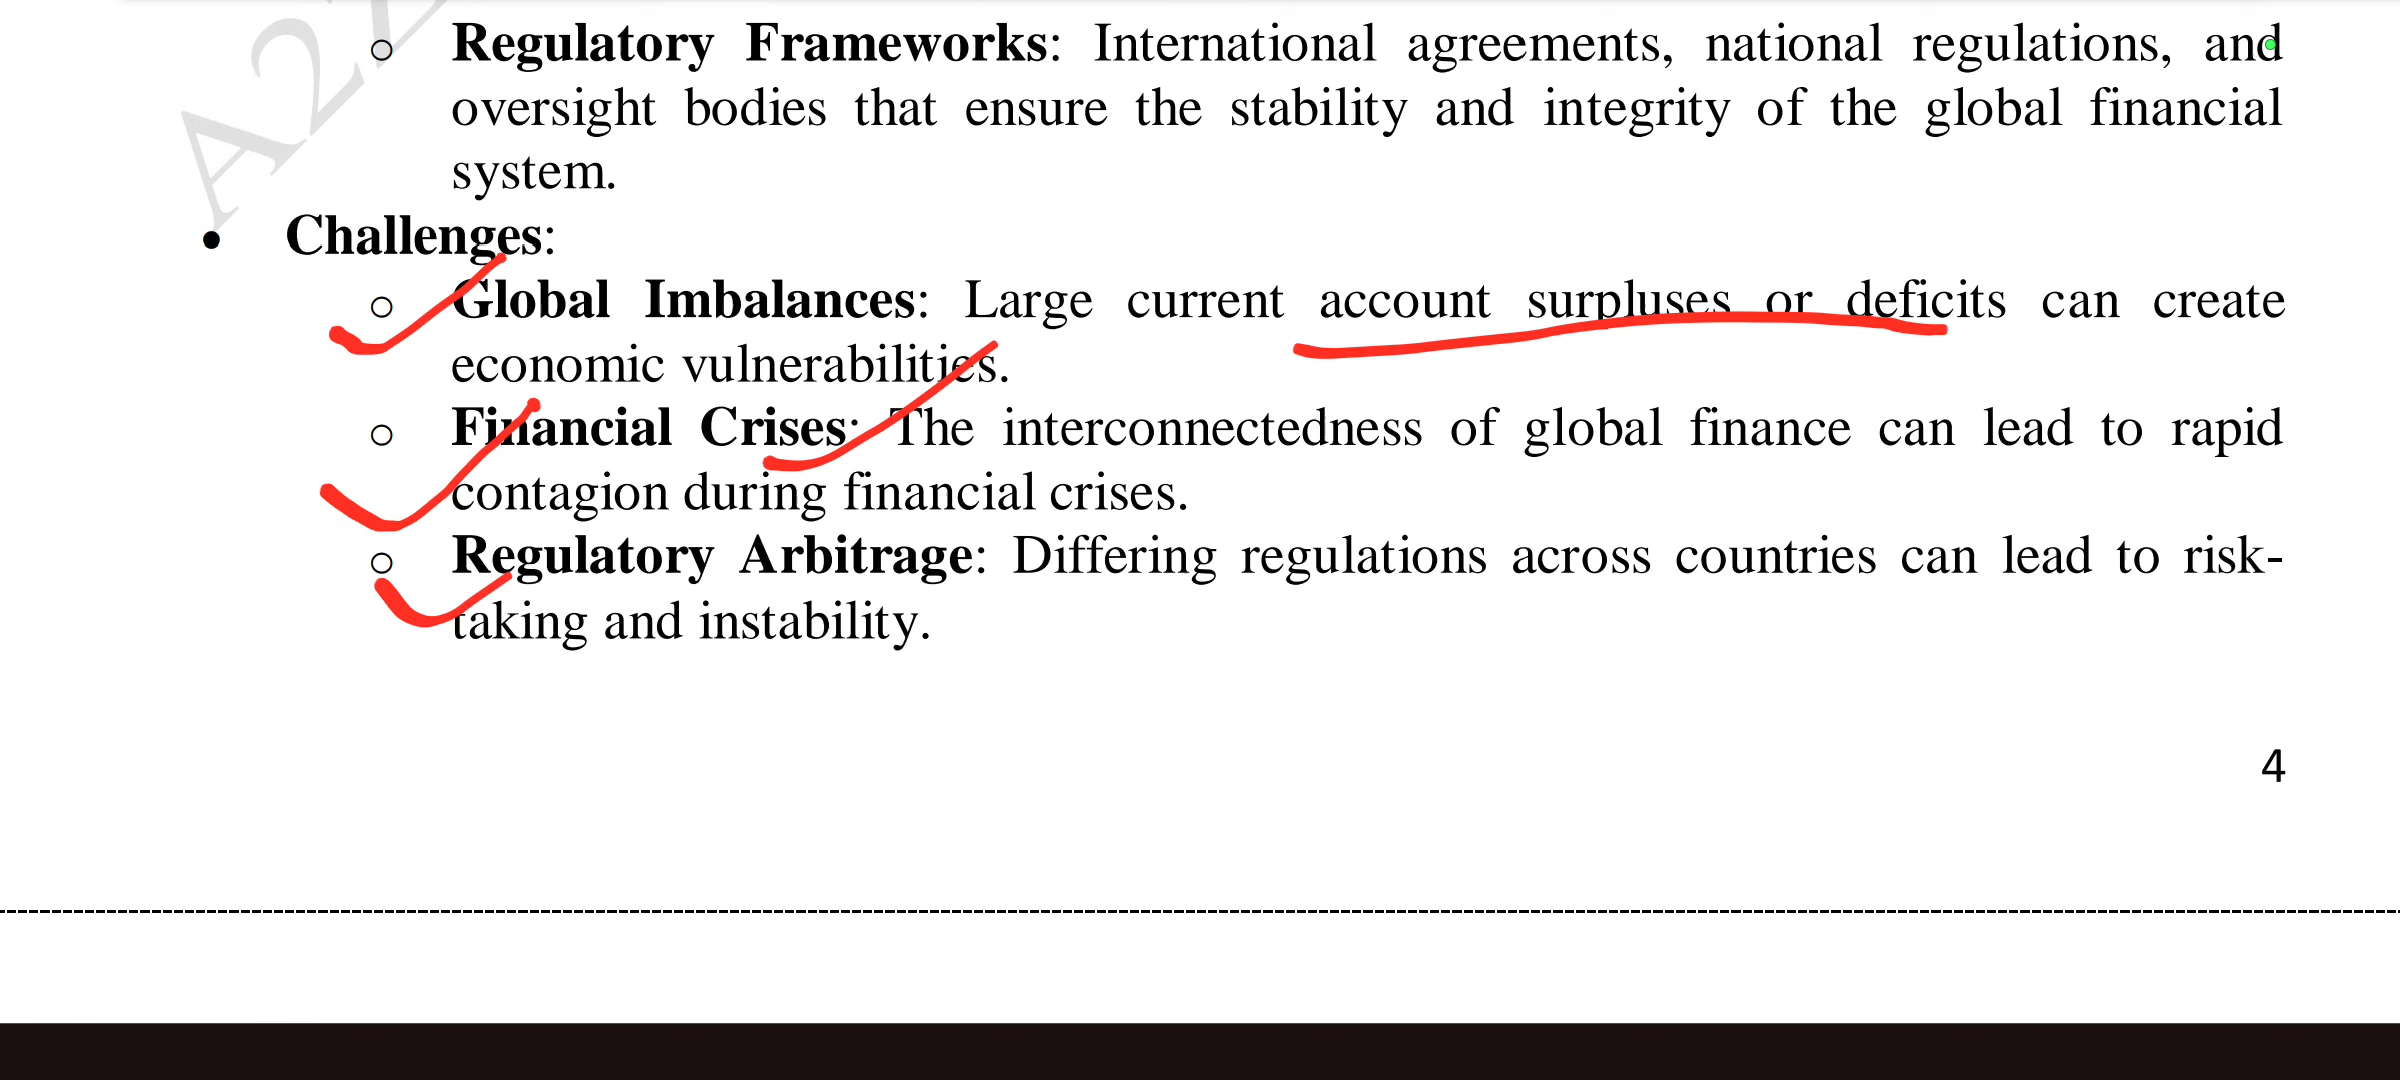 A22
○ Regulatory Frameworks: International agreements, national regulations, and
oversight bodies that ensure the stability and integrity of the global financial
system.
• Challenges:
○ Global Imbalances: Large current account surpluses or deficits can create
economic vulnerabilities.
○ Financial Crises: The interconnectedness of global finance can lead to rapid
contagion during financial crises.
○ Regulatory Arbitrage: Differing regulations across countries can lead to risk-
taking and instability.
4